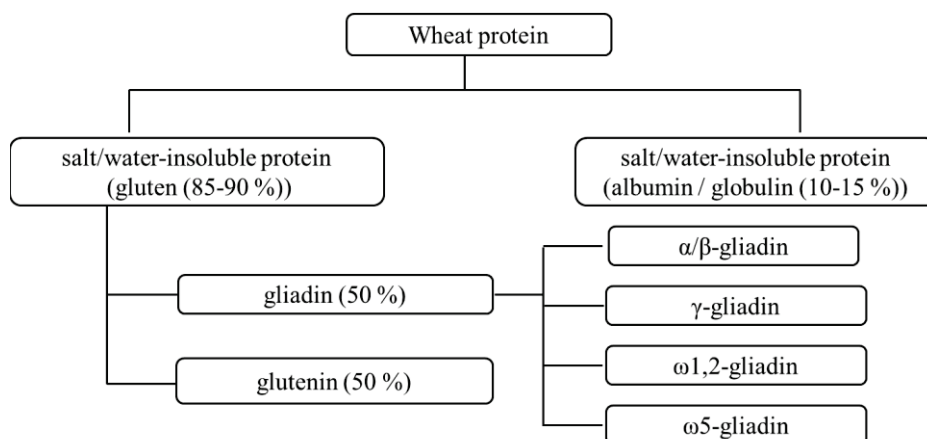 Wheat protein
salt/water-insoluble protein
(gluten (85-90 %))
salt/water-insoluble protein
(albumin / globulin (10-15 %))
α/β-gliadin
gliadin (50 %)
γ-gliadin
ω1,2-gliadin
glutenin (50 %)
ω5-gliadin